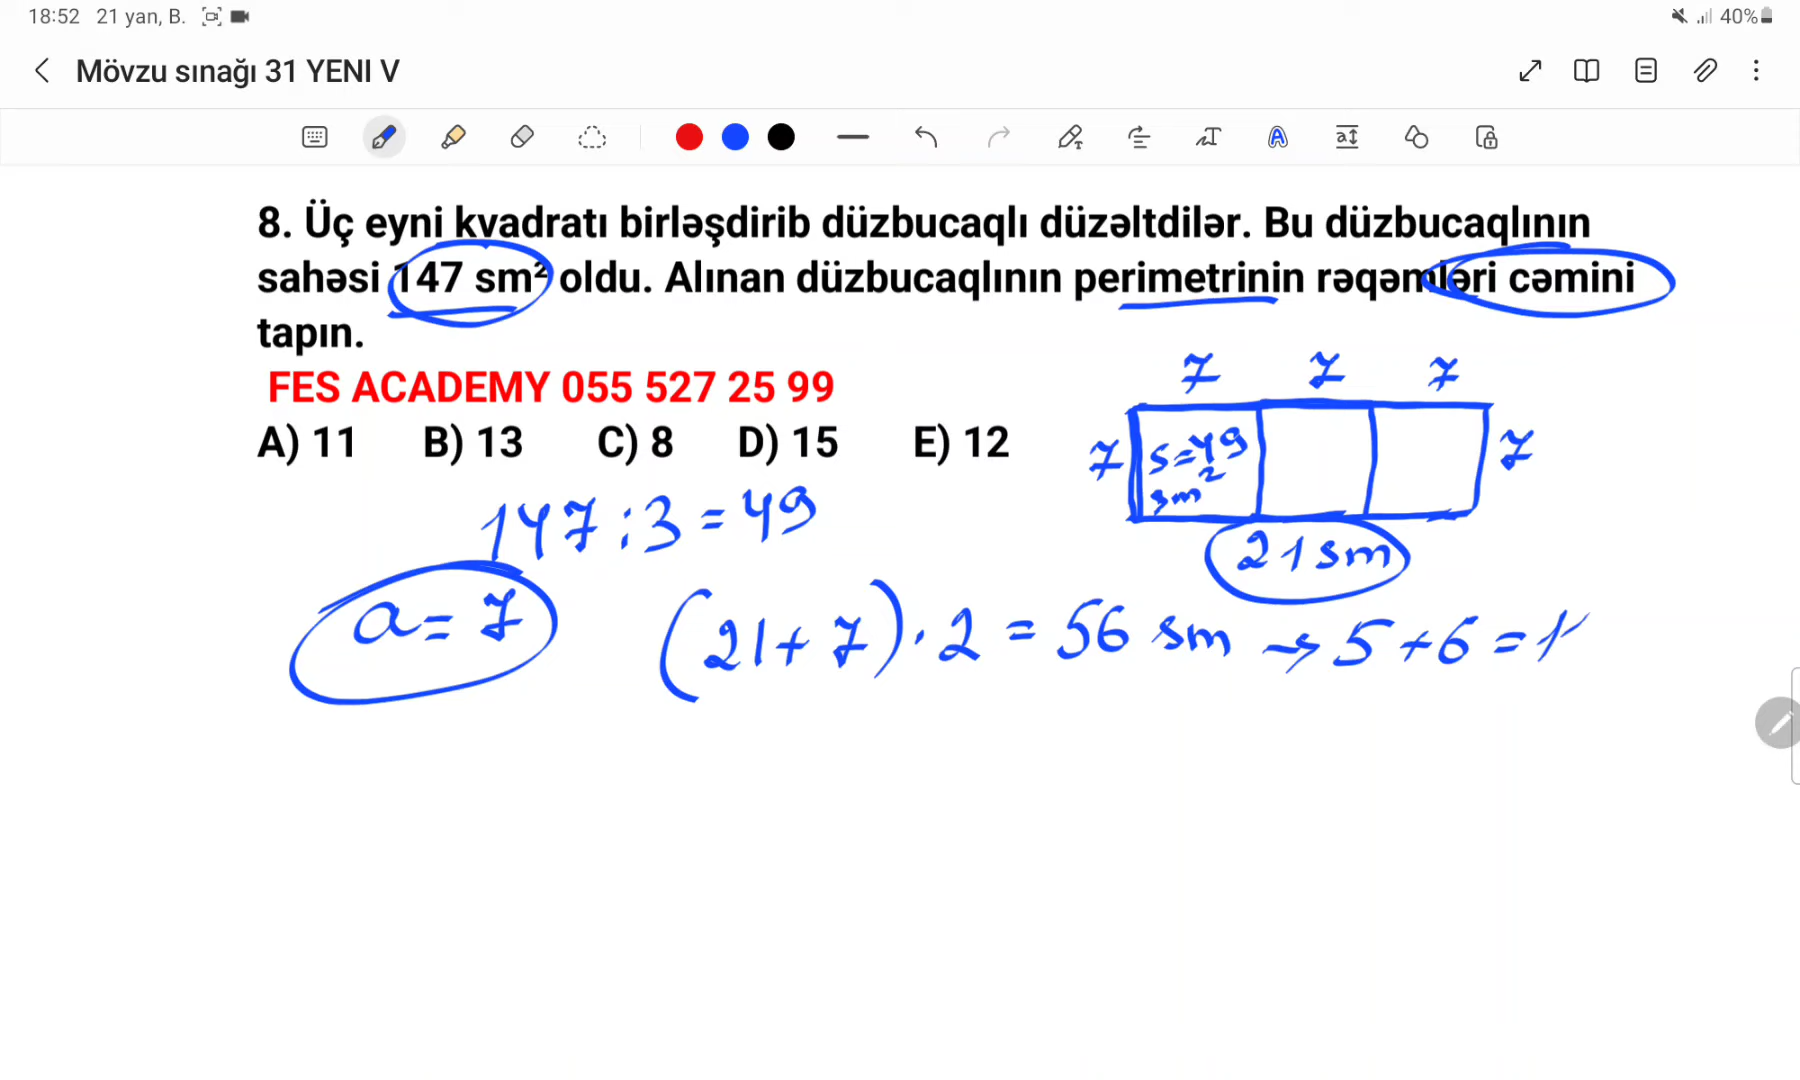 18:52 21 yan, B. 40%
Mövzu sınağı 31 YENI V
8. Üç eyni kvadratı birləşdirib düzbucaqlı düzəltdilər. Bu düzbucaqlının
sahəsi 147 sm² oldu. Alınan düzbucaqlının perimetrinin rəqəmləri cəmini
tapın.
FES ACADEMY 055 527 25 99
A) 11 B) 13 C) 8 D) 15 E) 12
7 7 7
7 S=49 7
sm²
147:3=49
21sm
a=7
(21+7)·2=56 sm → 5+6=11